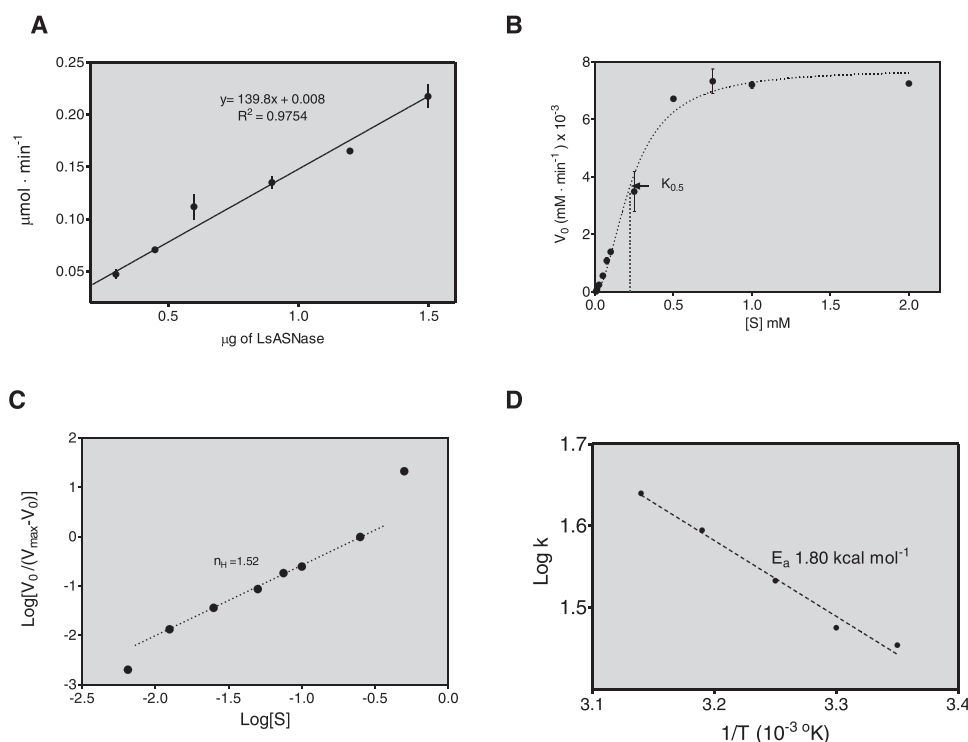 A
0.25
0.20
0.15
0.10
0.05
0.5
1.0
1.5
y= 139.8x + 0.008
R² = 0.9754
μmol · min⁻¹
μg of LsASNase
B
8
6
4
2
0
0.0
0.5
1.0
1.5
2.0
K₀.₅
V₀ (mM · min⁻¹ ) x 10⁻³
[S] mM
C
2
1
0
-1
-2
-3
-2.5
-2.0
-1.5
-1.0
-0.5
0.0
n_H =1.52
Log[V₀ /(V_max-V₀)]
Log[S]
D
1.7
1.6
1.5
3.1
3.2
3.3
3.4
Eₐ 1.80 kcal mol⁻¹
Log k
1/T (10⁻³ ᵒK)